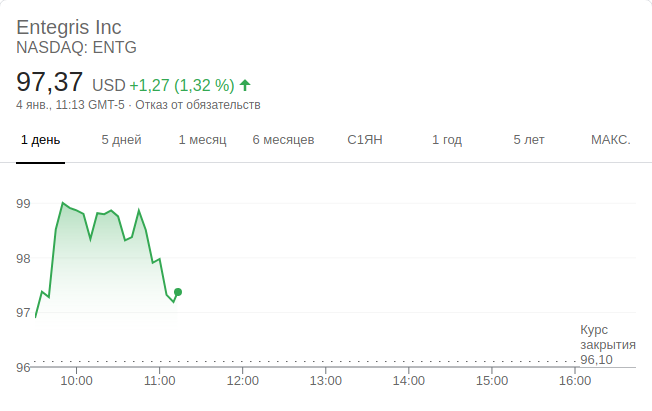 Entegris Inc
NASDAQ: ENTG
97,37 USD +1,27 (1,32 %)
4 янв., 11:13 GMT-5 · Отказ от обязательств
1 день 5 дней 1 месяц 6 месяцев С1ЯН 1 год 5 лет МАКС.
99
98
97
Курс
закрытия
96,10
96
10:00 11:00 12:00 13:00 14:00 15:00 16:00